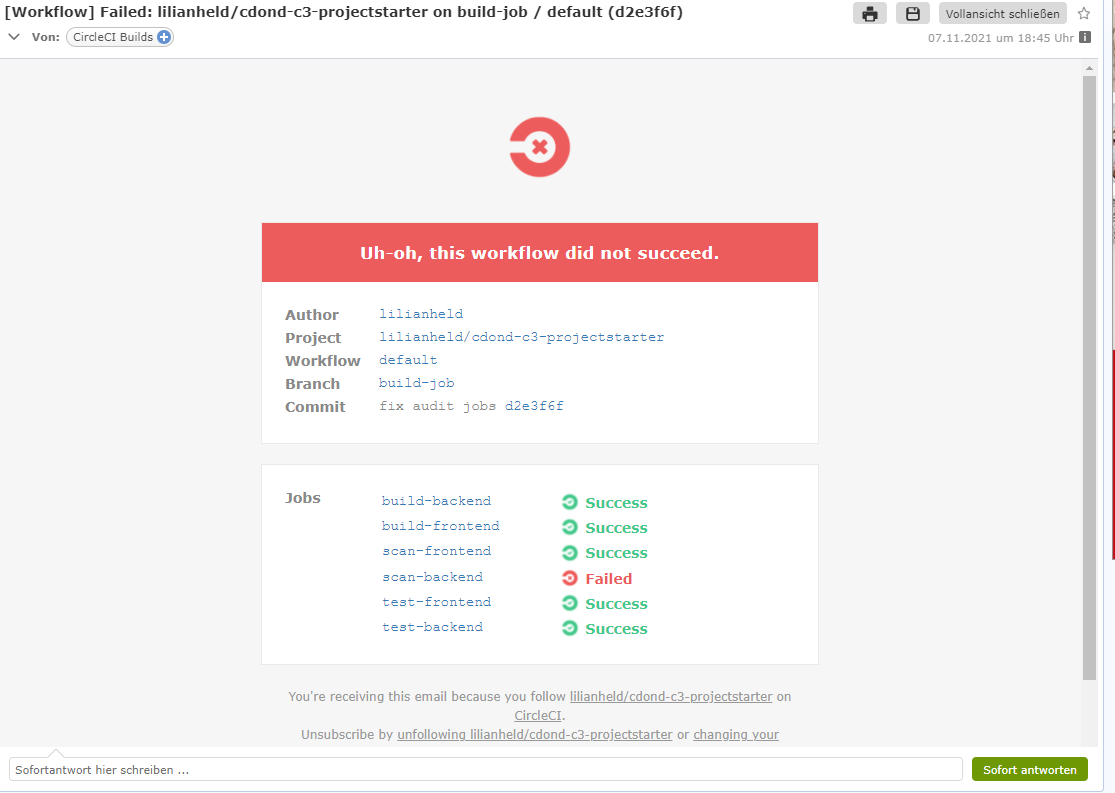 [Workflow] Failed: lilianheld/cdond-c3-projectstarter on build-job / default (d2e3f6f)
Vollansicht schließen
Von: CircleCI Builds
07.11.2021 um 18:45 Uhr
Uh-oh, this workflow did not succeed.
Author lilianheld
Project lilianheld/cdond-c3-projectstarter
Workflow default
Branch build-job
Commit fix audit jobs d2e3f6f
Jobs build-backend Success
build-frontend Success
scan-frontend Success
scan-backend Failed
test-frontend Success
test-backend Success
You're receiving this email because you follow lilianheld/cdond-c3-projectstarter on
CircleCI.
Unsubscribe by unfollowing lilianheld/cdond-c3-projectstarter or changing your
Sofortantwort hier schreiben ...
Sofort antworten